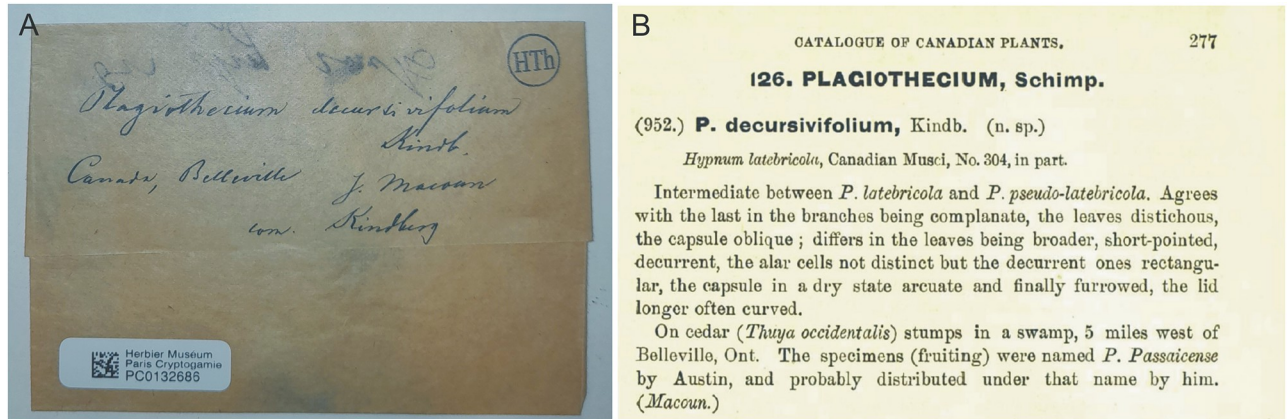 A
HTh
Plagiothecium decursivifolium
Kindb.
Canada, Belleville
J. Macoun
com. Kindberg
Herbier Museum
Paris Cryptogamie
PC0132686
B
CATALOGUE OF CANADIAN PLANTS. 277
126. PLAGIOTHECIUM, Schimp.
(952.) P. decursivifolium, Kindb. (n. sp.)
Hypnum latebricola, Canadian Musci, No. 304, in part.
Intermediate between P. latebricola and P. pseudo-latebricola. Agrees
with the last in the branches being complanate, the leaves distichous,
the capsule oblique ; differs in the leaves being broader, short-pointed,
decurrent, the alar cells not distinct but the decurrent ones rectangu-
lar, the capsule in a dry state arcuate and finally furrowed, the lid
longer often curved.
On cedar (Thuya occidentalis) stumps in a swamp, 5 miles west of
Belleville, Ont. The specimens (fruiting) were named P. Passaicense
by Austin, and probably distributed under that name by him.
(Macoun.)